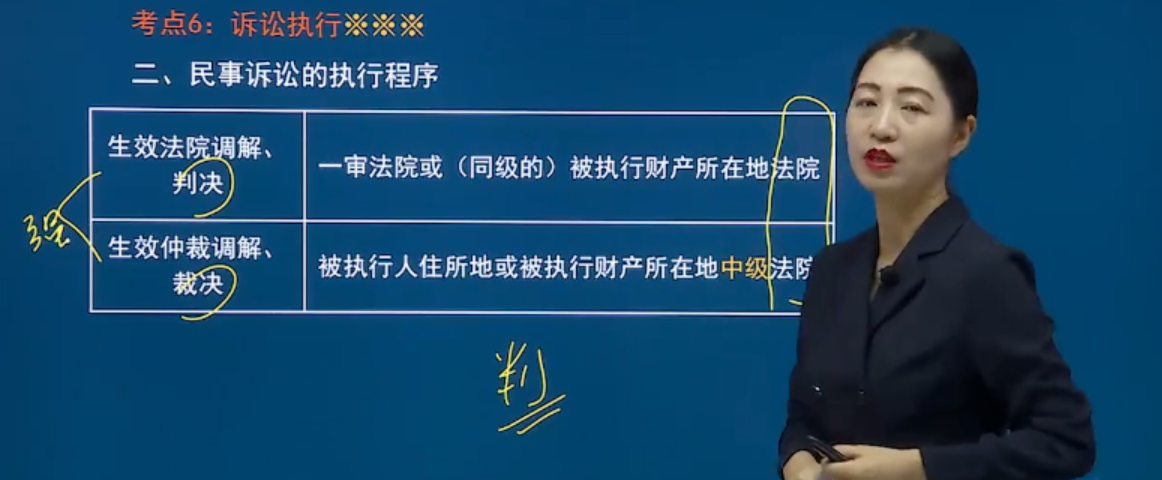 考点6：诉讼执行※※※
二、民事诉讼的执行程序
生效法院调解、
判决
一审法院或（同级的）被执行财产所在地法院
强
生效仲裁调解、
裁决
被执行人住所地或被执行财产所在地中级法院
判